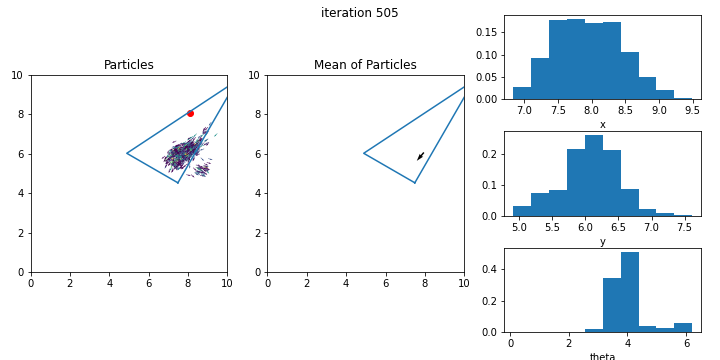 iteration 505
Particles
10
8
6
4
2
0
0 2 4 6 8 10
Mean of Particles
10
8
6
4
2
0
0 2 4 6 8 10
0.15
0.10
0.05
0.00
7.0 7.5 8.0 8.5 9.0 9.5
x
0.2
0.1
0.0
5.0 5.5 6.0 6.5 7.0 7.5
y
0.4
0.2
0.0
0 2 4 6
theta